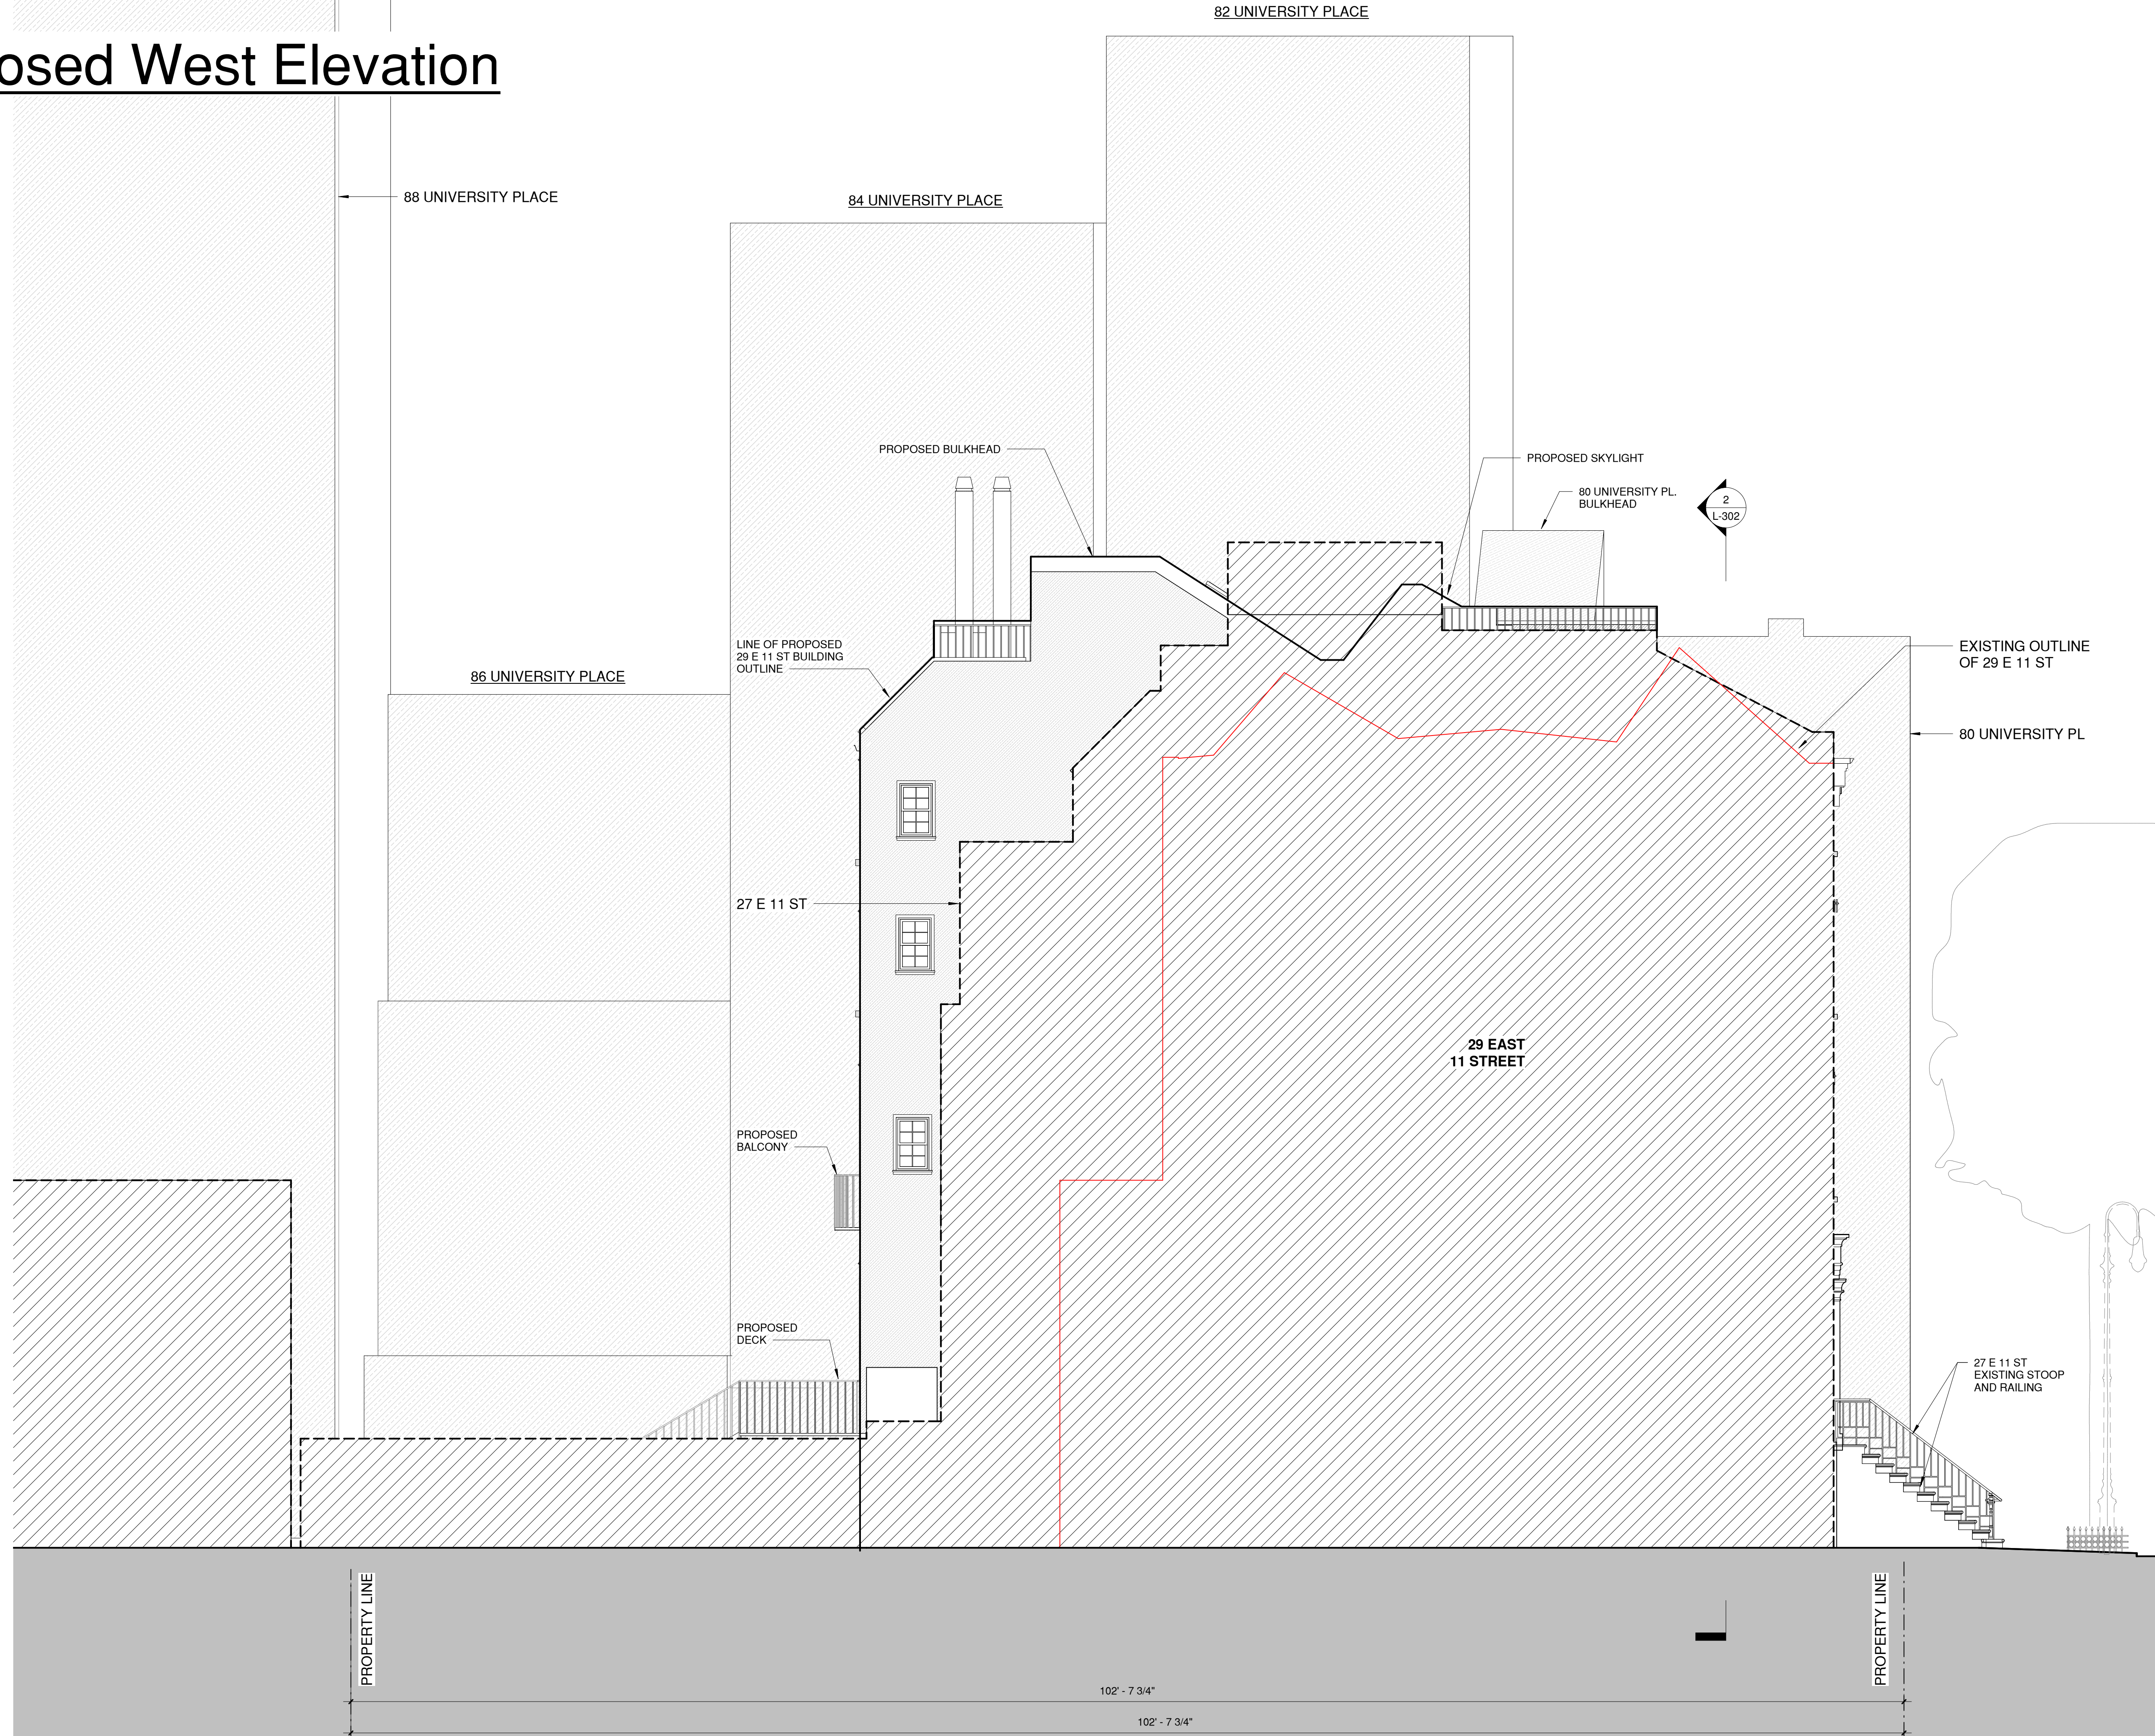 82 UNIVERSITY PLACE
osed West Elevation
88 UNIVERSITY PLACE
84 UNIVERSITY PLACE
PROPOSED BULKHEAD
PROPOSED SKYLIGHT
80 UNIVERSITY PL.
BULKHEAD
2
L-302
LINE OF PROPOSED
29 E 11 ST BUILDING
OUTLINE
EXISTING OUTLINE
OF 29 E 11 ST
86 UNIVERSITY PLACE
80 UNIVERSITY PL
27 E 11 ST
29 EAST
11 STREET
PROPOSED
BALCONY
PROPOSED
DECK
27 E 11 ST
EXISTING STOOP
AND RAILING
PROPERTY LINE
PROPERTY LINE
102' - 7 3/4"
102' - 7 3/4"